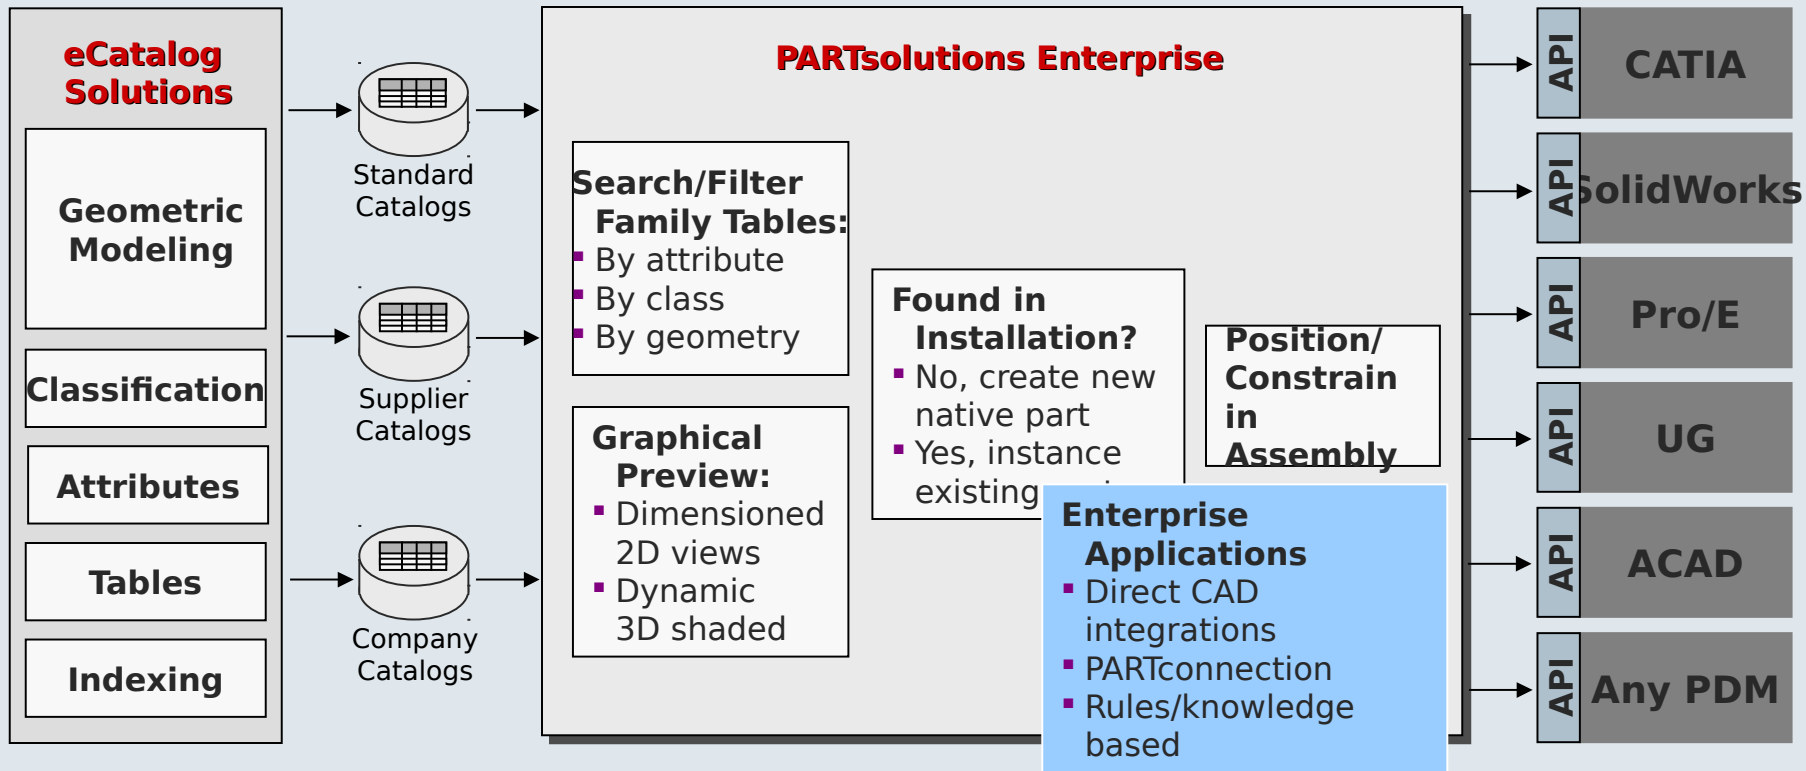 eCatalog
Solutions
Geometric
Modeling
Classification
Attributes
Tables
Indexing
Standard
Catalogs
Supplier
Catalogs
Company
Catalogs
PARTsolutions Enterprise
Search/Filter
Family Tables:
▪ By attribute
▪ By class
▪ By geometry
Graphical
Preview:
▪ Dimensioned
2D views
▪ Dynamic
3D shaded
Found in
Installation?
▪ No, create new
native part
▪ Yes, instance
existing
Position/
Constrain
in
Assembly
Enterprise
Applications
▪ Direct CAD
integrations
▪ PARTconnection
▪ Rules/knowledge
based
API
CATIA
API
SolidWorks
API
Pro/E
API
UG
API
ACAD
API
Any PDM